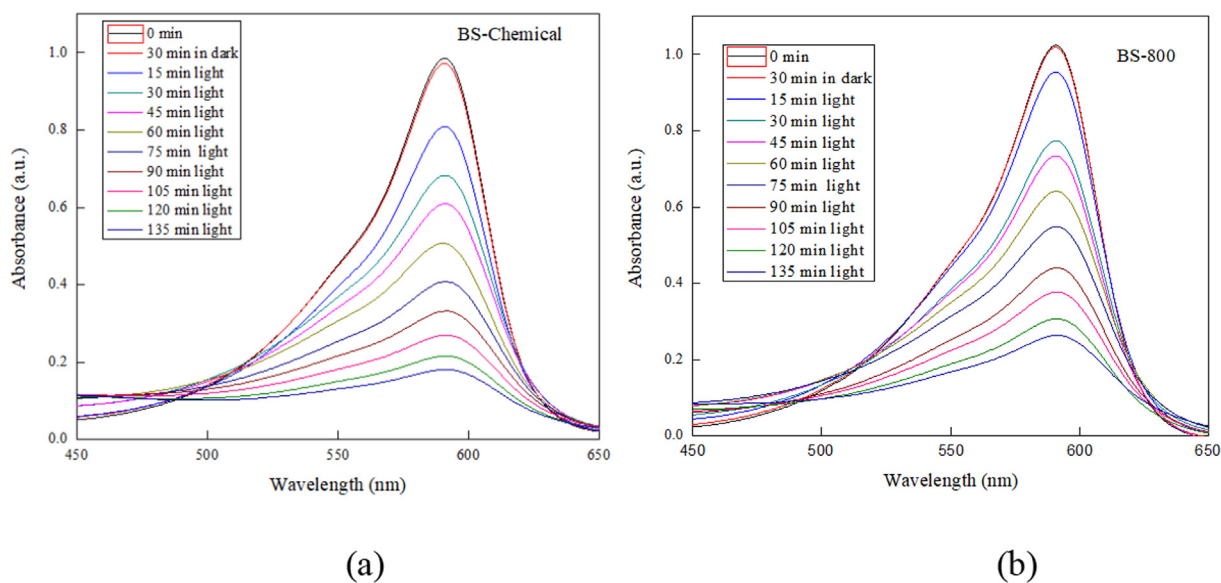 BS-Chemical
0 min
30 min in dark
15 min light
30 min light
45 min light
60 min light
75 min  light
90 min light
105 min light
120 min light
135 min light
1.0
0.8
0.6
0.4
0.2
0.0
Absorbance (a.u.)
450 500 550 600 650
Wavelength (nm)
(a)
BS-800
0 min
30 min in dark
15 min light
30 min light
45 min light
60 min light
75 min  light
90 min light
105 min light
120 min light
135 min light
1.0
0.8
0.6
0.4
0.2
0.0
Absorbance (a.u.)
450 500 550 600 650
Wavelength (nm)
(b)